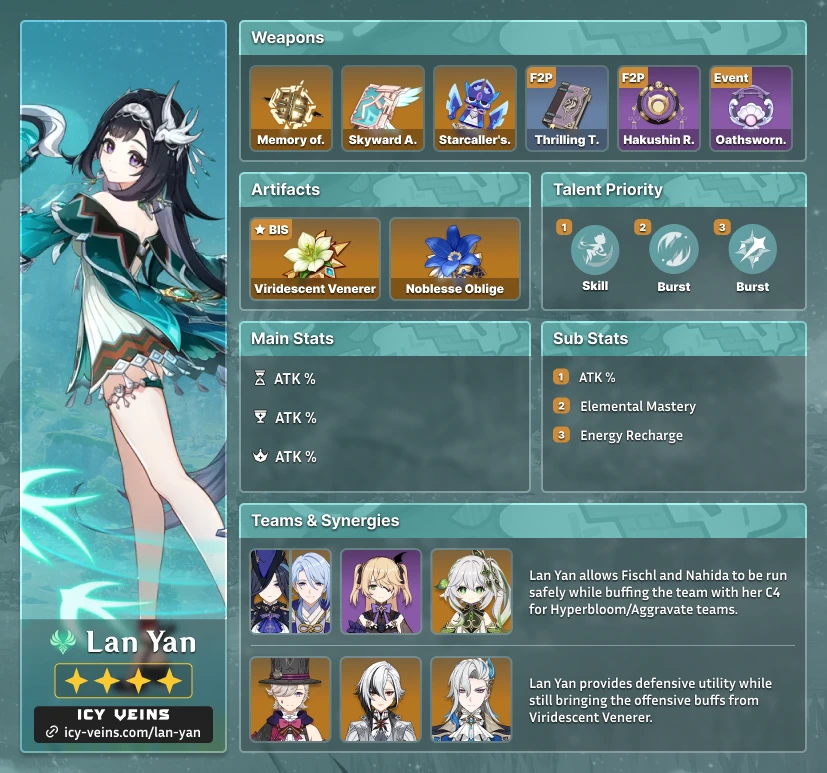 Weapons
Memory of.
Skyward A.
Starcaller's.
F2P
Thrilling T.
F2P
Hakushin R.
Event
Oathsworn.
Artifacts
BIS
Viridescent Venerer
Noblesse Oblige
Talent Priority
1
Skill
2
Burst
3
Burst
Main Stats
ATK %
ATK %
ATK %
Sub Stats
1 ATK %
2 Elemental Mastery
3 Energy Recharge
Teams & Synergies
Lan Yan allows Fischl and Nahida to be run
safely while buffing the team with her C4
for Hyperbloom/Aggravate teams.
Lan Yan provides defensive utility while
still bringing the offensive buffs from
Viridescent Venerer.
Lan Yan
ICY VEINS
icy-veins.com/lan-yan